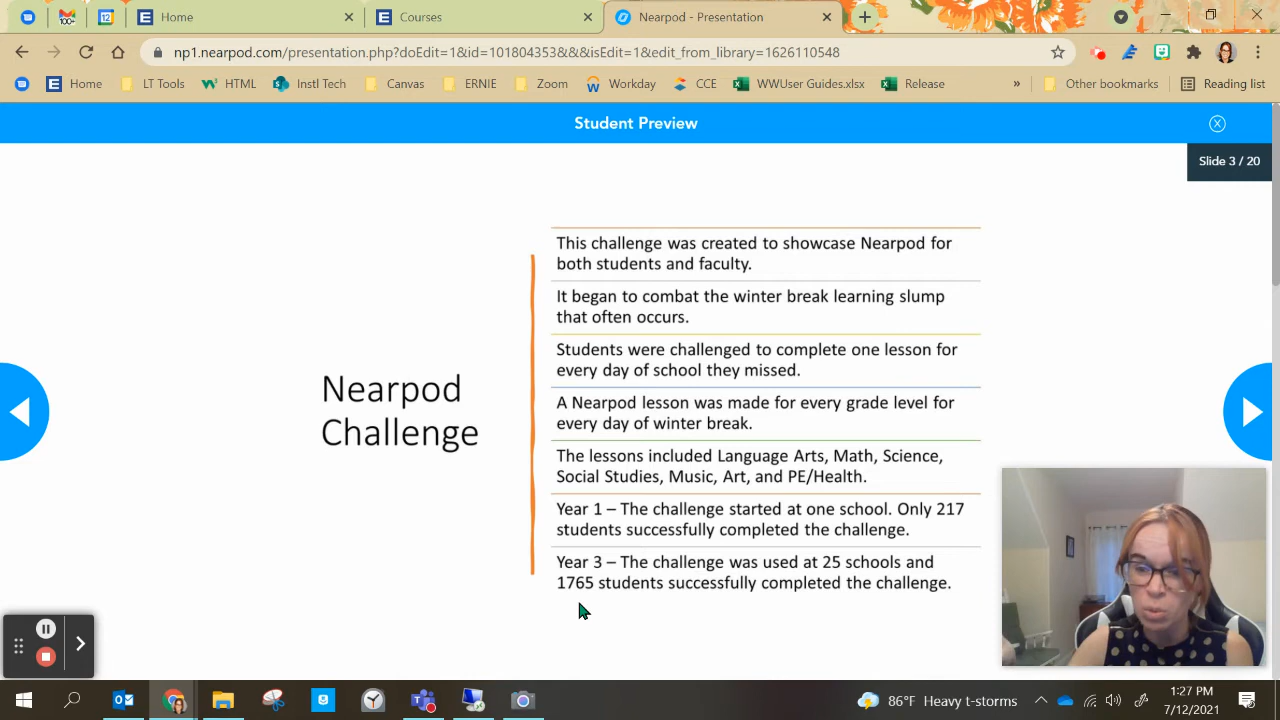 100+
12
Home
Courses
Nearpod - Presentation
np1.nearpod.com/presentation.php?doEdit=1&id=101804353&&&isEdit=1&edit_from_library=1626110548
Home LT Tools HTML Instl Tech Canvas ERNIE Zoom Workday CCE WWUser Guides.xlsx Release » Other bookmarks Reading list
Student Preview
Slide 3 / 20
Nearpod
Challenge
This challenge was created to showcase Nearpod for
both students and faculty.
It began to combat the winter break learning slump
that often occurs.
Students were challenged to complete one lesson for
every day of school they missed.
A Nearpod lesson was made for every grade level for
every day of winter break.
The lessons included Language Arts, Math, Science,
Social Studies, Music, Art, and PE/Health.
Year 1 – The challenge started at one school. Only 217
students successfully completed the challenge.
Year 3 – The challenge was used at 25 schools and
1765 students successfully completed the challenge.
86°F Heavy t-storms
1:27 PM
7/12/2021